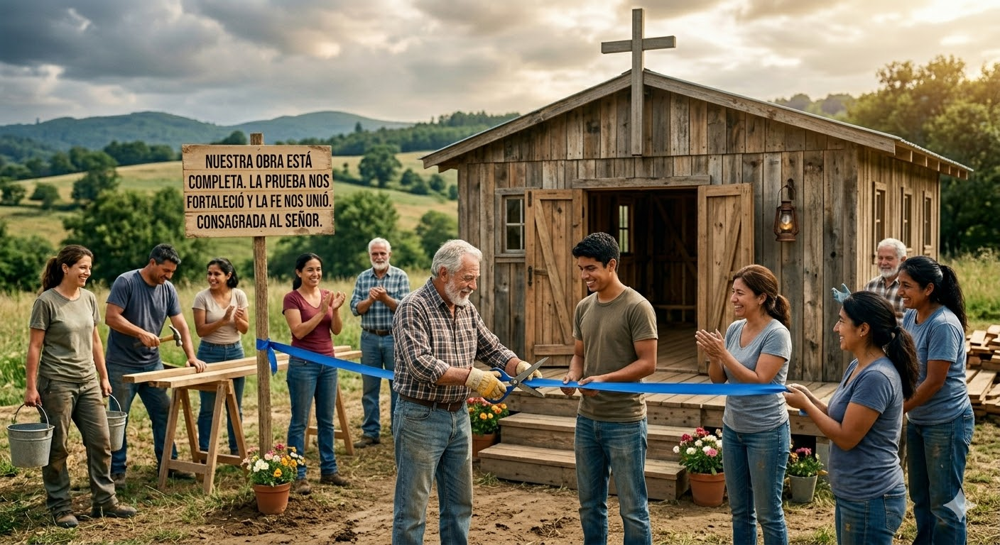 NUESTRA OBRA ESTÁ
COMPLETA. LA PRUEBA NOS
FORTALECIÓ Y LA FE NOS UNIÓ.
CONSAGRADA AL SEÑOR.